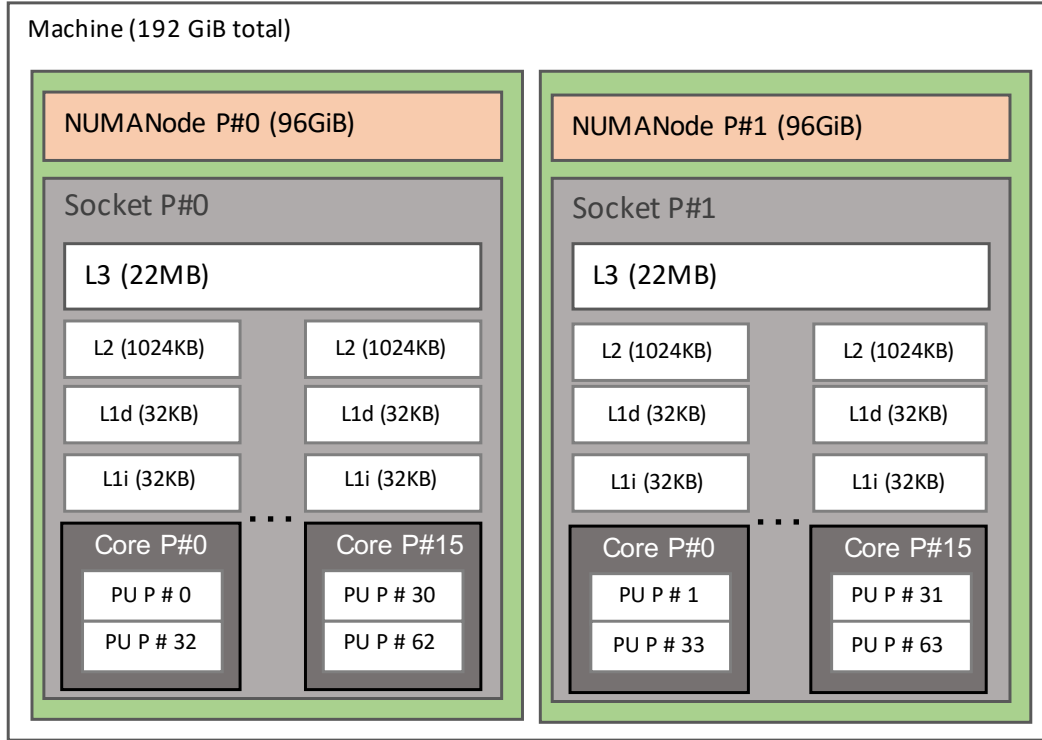 Machine (192 GiB total)
NUMANode P#0 (96GiB)
Socket P#0
L3 (22MB)
L2 (1024KB)
L2 (1024KB)
L1d (32KB)
L1d (32KB)
L1i (32KB)
L1i (32KB)
...
Core P#0
Core P#15
PU P # 0
PU P # 30
PU P # 32
PU P # 62
NUMANode P#1 (96GiB)
Socket P#1
L3 (22MB)
L2 (1024KB)
L2 (1024KB)
L1d (32KB)
L1d (32KB)
L1i (32KB)
L1i (32KB)
...
Core P#0
Core P#15
PU P # 1
PU P # 31
PU P # 33
PU P # 63